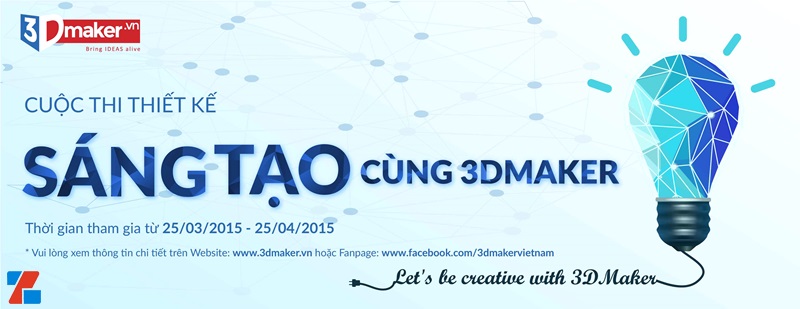 3Dmaker.vn
Bring IDEAS alive
CUỘC THI THIẾT KẾ
SÁNG TẠO CÙNG 3DMAKER
Thời gian tham gia từ 25/03/2015 - 25/04/2015
* Vui lòng xem thông tin chi tiết trên Website: www.3dmaker.vn hoặc Fanpage: www.facebook.com/3dmakervietnam
Let's be creative with 3DMaker